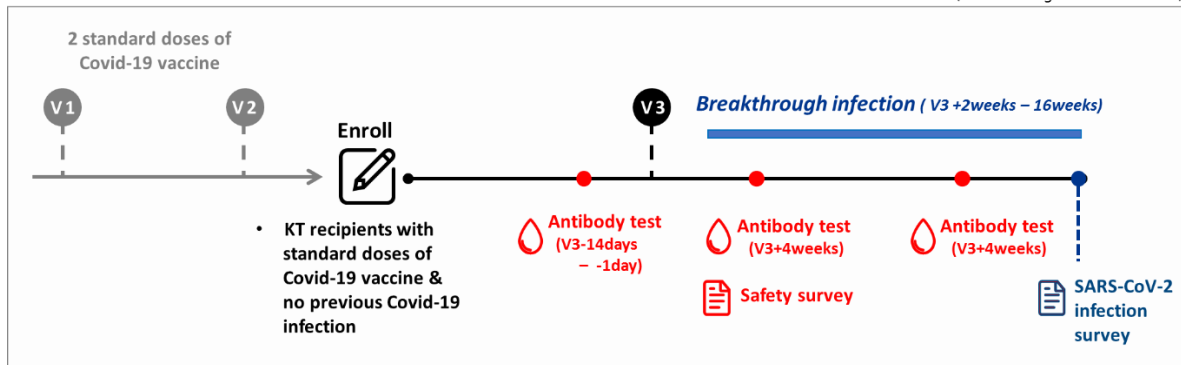 2 standard doses of
Covid-19 vaccine
V1
V2
V3
Breakthrough infection ( V3 +2weeks – 16weeks)
Enroll
• KT recipients with
standard doses of
Covid-19 vaccine &
no previous Covid-19
infection
Antibody test
(V3-14days
– -1day)
Antibody test
(V3+4weeks)
Safety survey
Antibody test
(V3+4weeks)
SARS-CoV-2
infection
survey